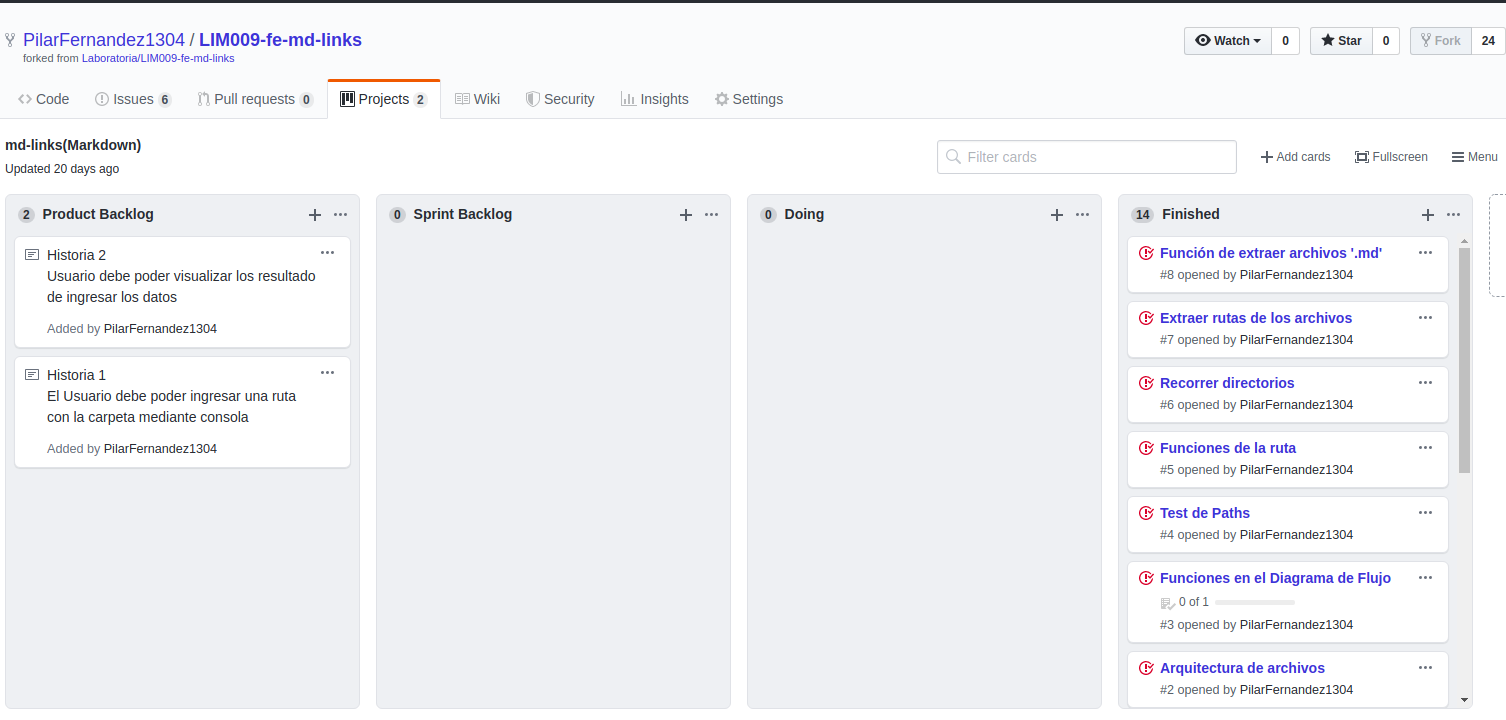 PilarFernandez1304 / LIM009-fe-md-links
forked from Laboratoria/LIM009-fe-md-links
Watch 0
Star 0
Fork 24
Code
Issues 6
Pull requests 0
Projects 2
Wiki
Security
Insights
Settings
md-links(Markdown)
Updated 20 days ago
Filter cards
Add cards
Fullscreen
Menu
2 Product Backlog
Historia 2
Usuario debe poder visualizar los resultado
de ingresar los datos
Added by PilarFernandez1304
Historia 1
El Usuario debe poder ingresar una ruta
con la carpeta mediante consola
Added by PilarFernandez1304
0 Sprint Backlog
0 Doing
14 Finished
Función de extraer archivos '.md'
#8 opened by PilarFernandez1304
Extraer rutas de los archivos
#7 opened by PilarFernandez1304
Recorrer directorios
#6 opened by PilarFernandez1304
Funciones de la ruta
#5 opened by PilarFernandez1304
Test de Paths
#4 opened by PilarFernandez1304
Funciones en el Diagrama de Flujo
0 of 1
#3 opened by PilarFernandez1304
Arquitectura de archivos
#2 opened by PilarFernandez1304